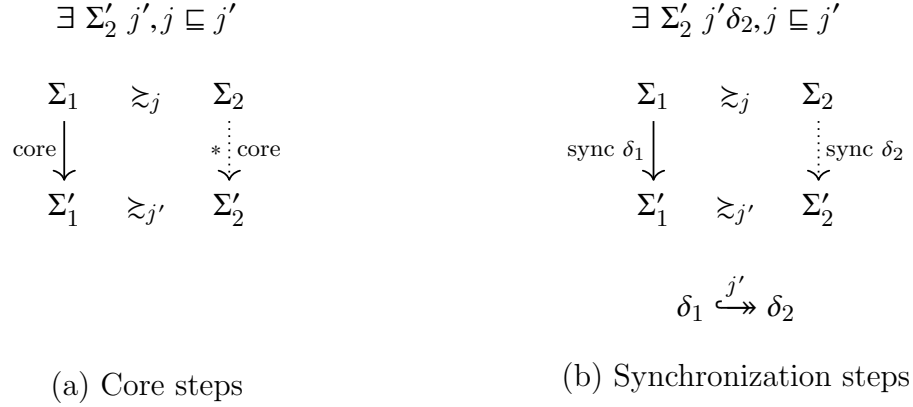 ∃ Σ′₂ j′, j ⊑ j′
∃ Σ′₂ j′δ₂, j ⊑ j′
Σ₁ ≿ⱼ Σ₂
Σ₁ ≿ⱼ Σ₂
core * core
sync δ₁ sync δ₂
Σ′₁ ≿ⱼ′ Σ′₂
Σ′₁ ≿ⱼ′ Σ′₂
j′
δ₁ ↪↠ δ₂
(a) Core steps
(b) Synchronization steps